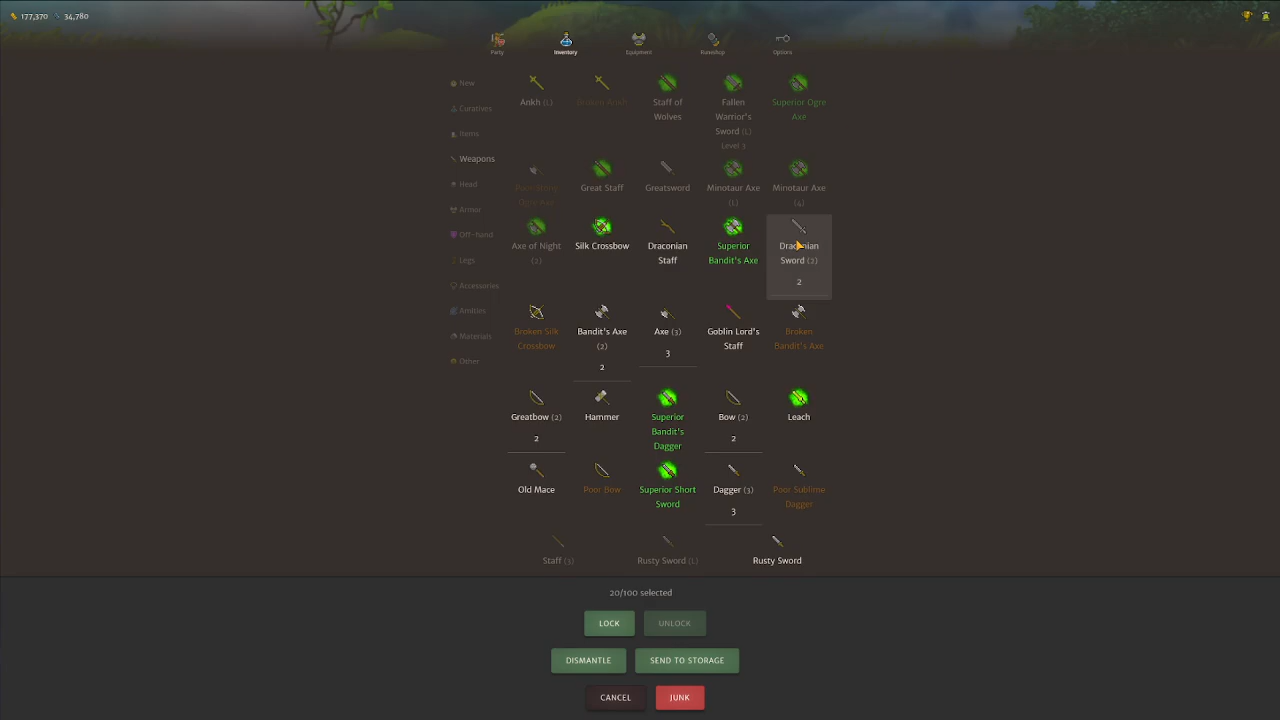 177,370 34,780
Party Inventory Equipment Runeshop Options
New
Curatives
Items
Weapons
Head
Armor
Off-hand
Legs
Accessories
Amities
Materials
Other
Ankh (L)
Broken Ankh
Staff of
Wolves
Fallen
Warrior's
Sword (L)
Level 3
Superior Ogre
Axe
Ogre Axe
Great Staff
Greatsword
Minotaur Axe
(L)
Minotaur Axe
(4)
Axe of Night
Silk Crossbow
Draconian
Staff
Superior
Bandit's Axe
Draconian
Sword (2)
2
Broken Silk
Crossbow
Bandit's Axe
(2)
2
Axe (3)
3
Goblin Lord's
Staff
Broken
Bandit's Axe
Greatbow (2)
2
Hammer
Superior
Bandit's
Dagger
Bow (2)
2
Leach
Old Mace
Poor Bow
Superior Short
Sword
Dagger (3)
3
Poor Sublime
Dagger
Staff (3)
Rusty Sword (L)
Rusty Sword
20/100 selected
LOCK
UNLOCK
DISMANTLE
SEND TO STORAGE
CANCEL
JUNK